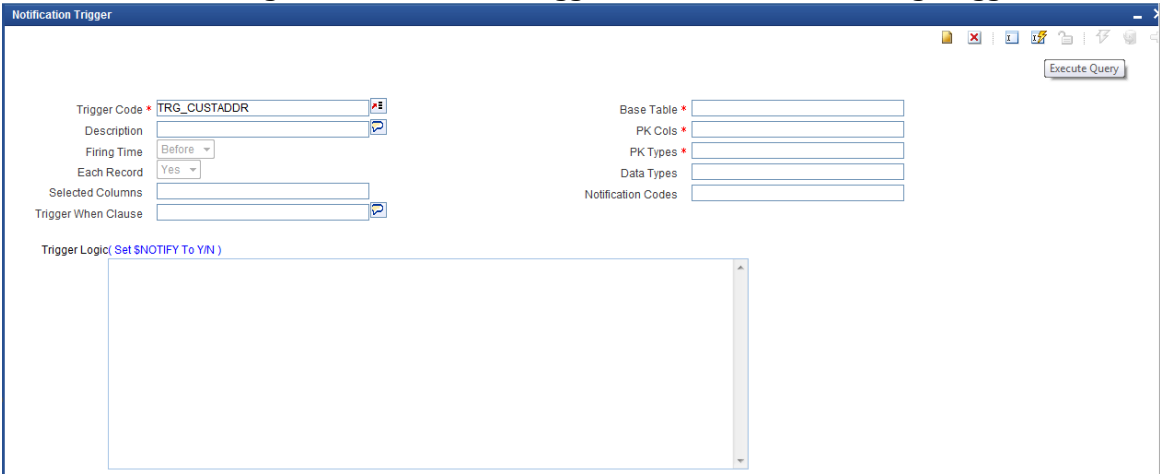 Notification Trigger
Execute Query
Trigger Code * TRG_CUSTADDR
Description
Firing Time Before
Each Record Yes
Selected Columns
Trigger When Clause
Base Table *
PK Cols *
PK Types *
Data Types
Notification Codes
Trigger Logic( Set $NOTIFY To Y/N )